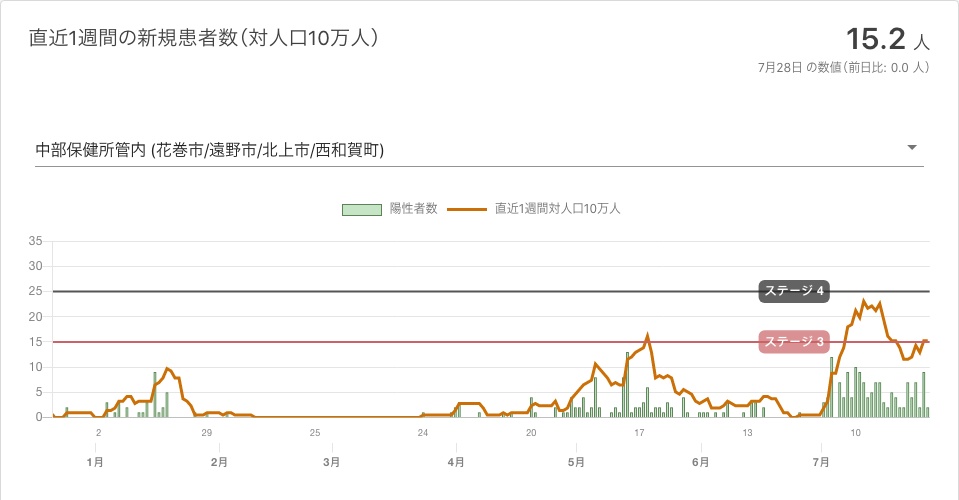 直近1週間の新規患者数（対人口10万人）
15.2 人
7月28日 の数値（前日比: 0.0 人）
中部保健所管内 (花巻市/遠野市/北上市/西和賀町)
陽性者数 直近1週間対人口10万人
35
30
25
20
15
10
5
0
ステージ 4
ステージ 3
2 29 25 24 20 17 13 10
1月 2月 3月 4月 5月 6月 7月